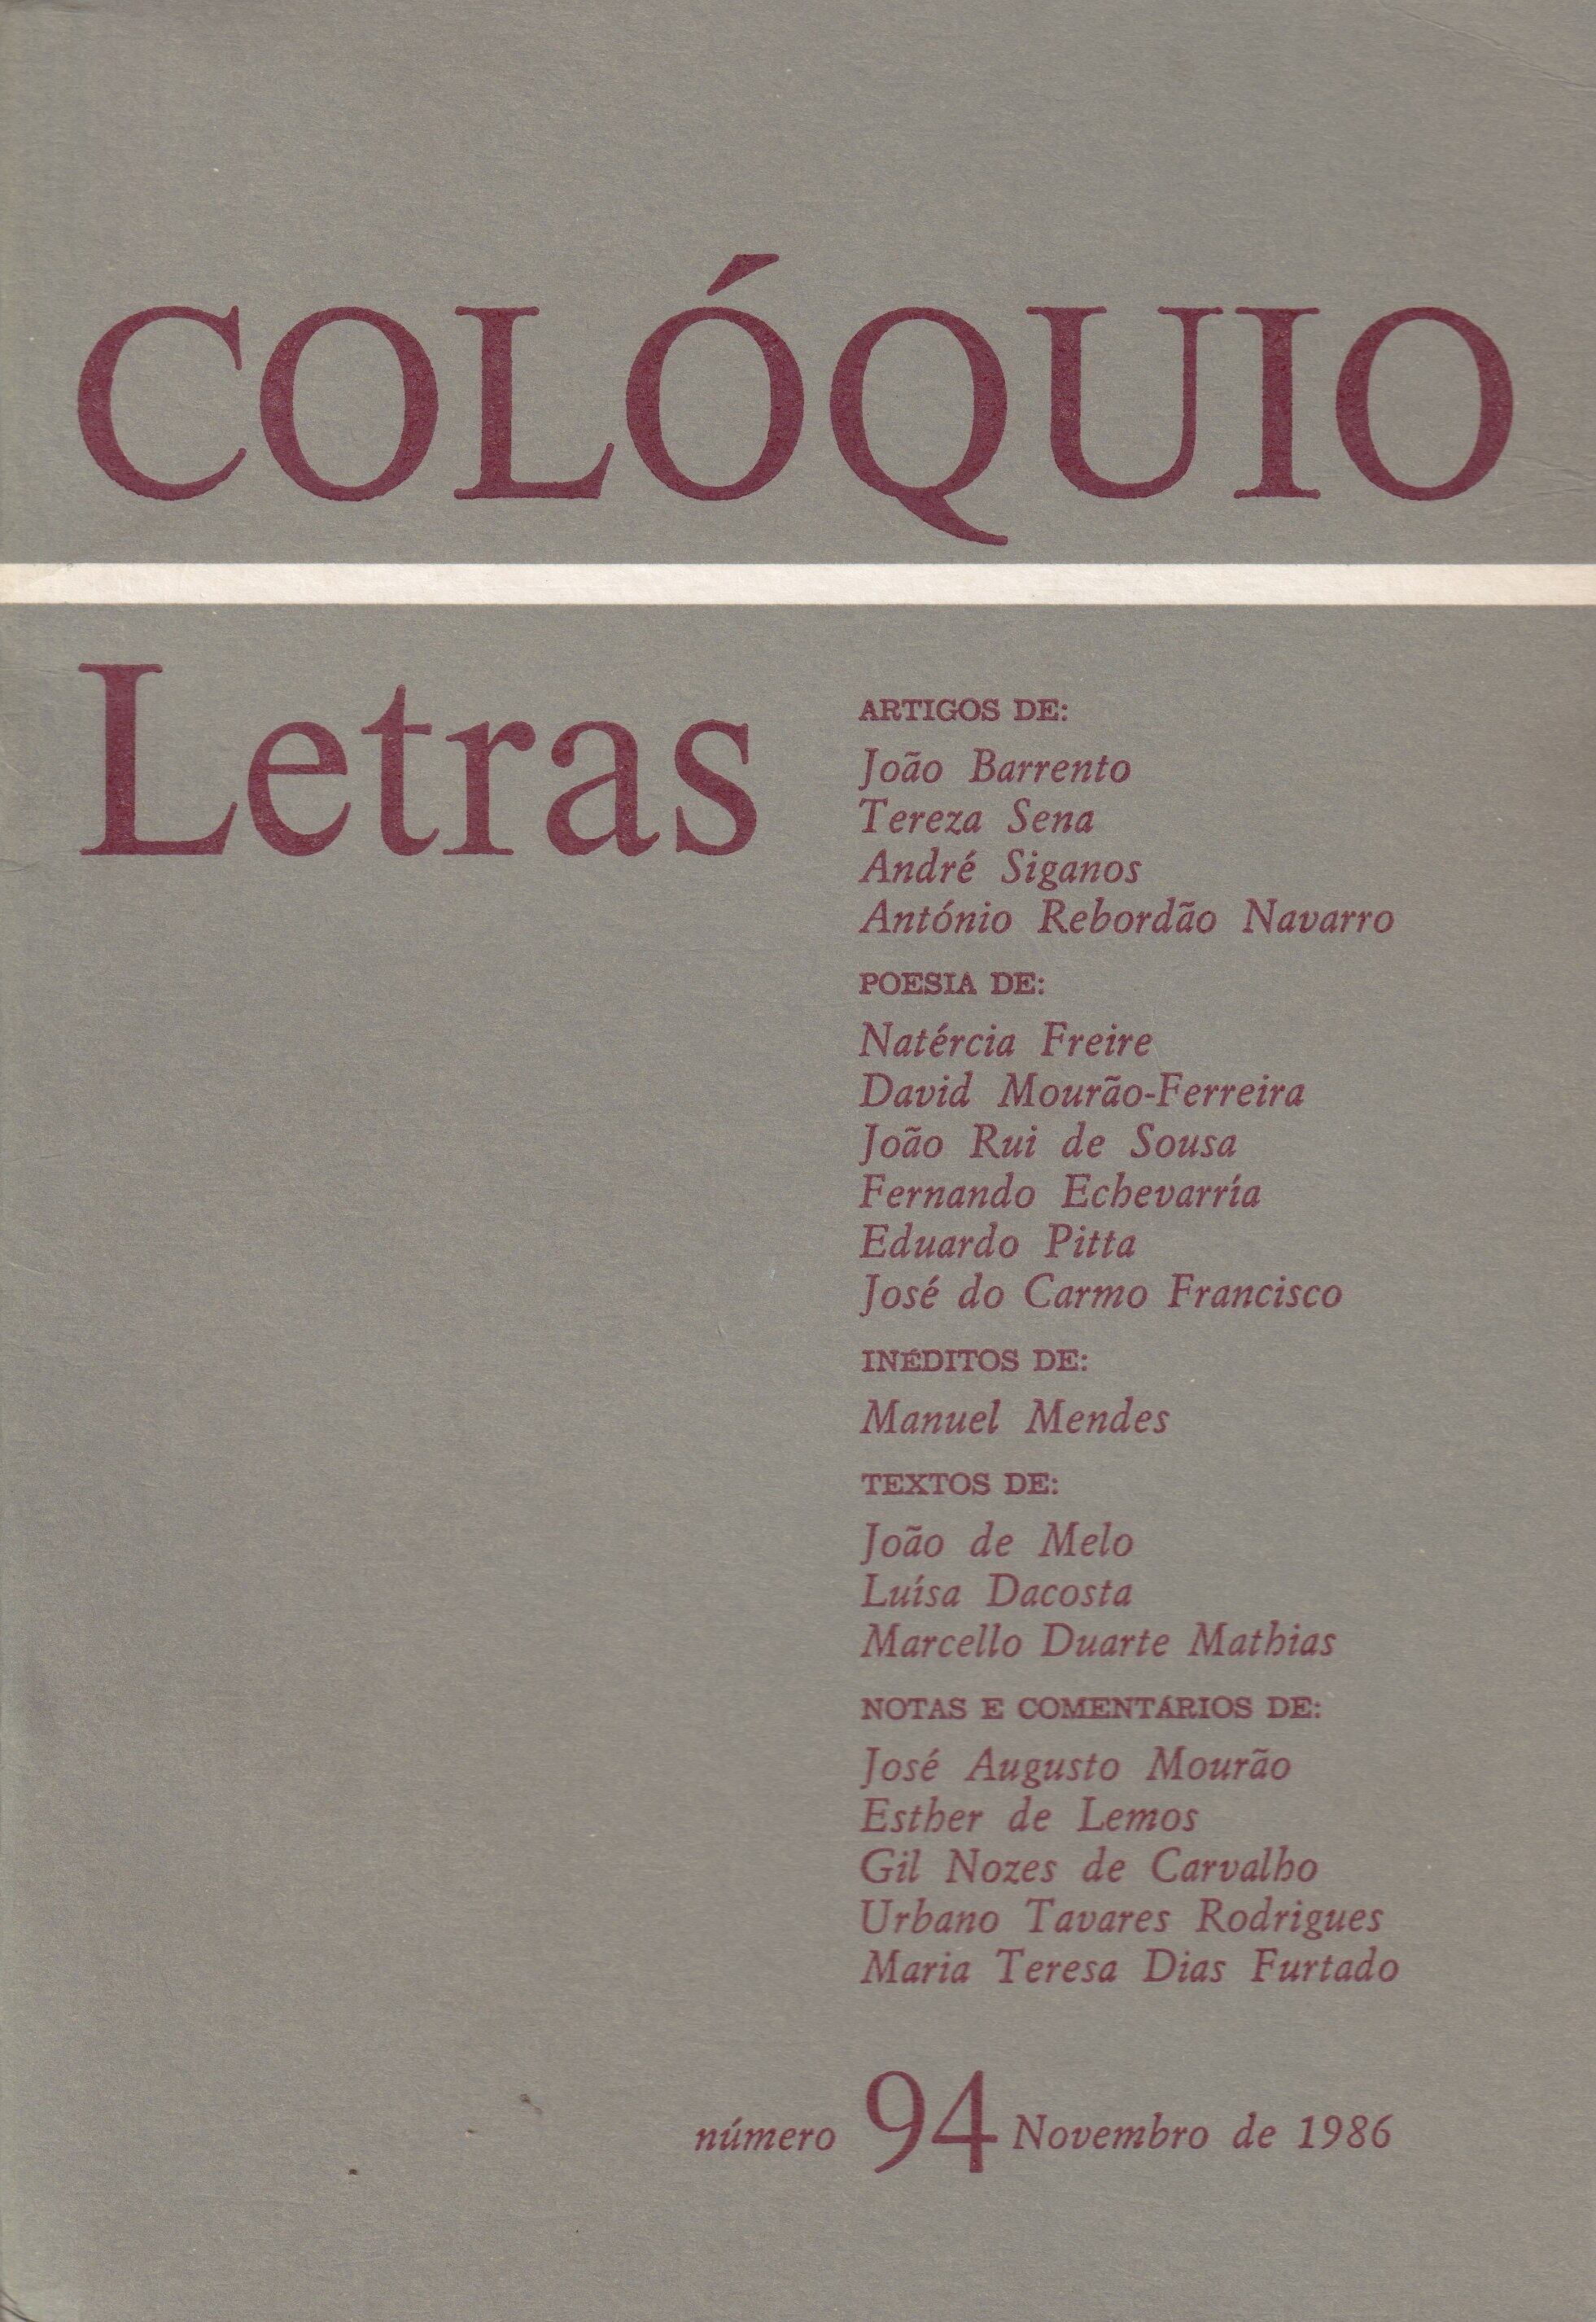 COLÓQUIO
Letras
ARTIGOS DE:
João Barrento
Tereza Sena
André Siganos
António Rebordão Navarro
POESIA DE:
Natércia Freire
David Mourão-Ferreira
João Rui de Sousa
Fernando Echevarría
Eduardo Pitta
José do Carmo Francisco
INÉDITOS DE:
Manuel Mendes
TEXTOS DE:
João de Melo
Luísa Dacosta
Marcello Duarte Mathias
NOTAS E COMENTÁRIOS DE:
José Augusto Mourão
Esther de Lemos
Gil Nozes de Carvalho
Urbano Tavares Rodrigues
Maria Teresa Dias Furtado
número 94 Novembro de 1986